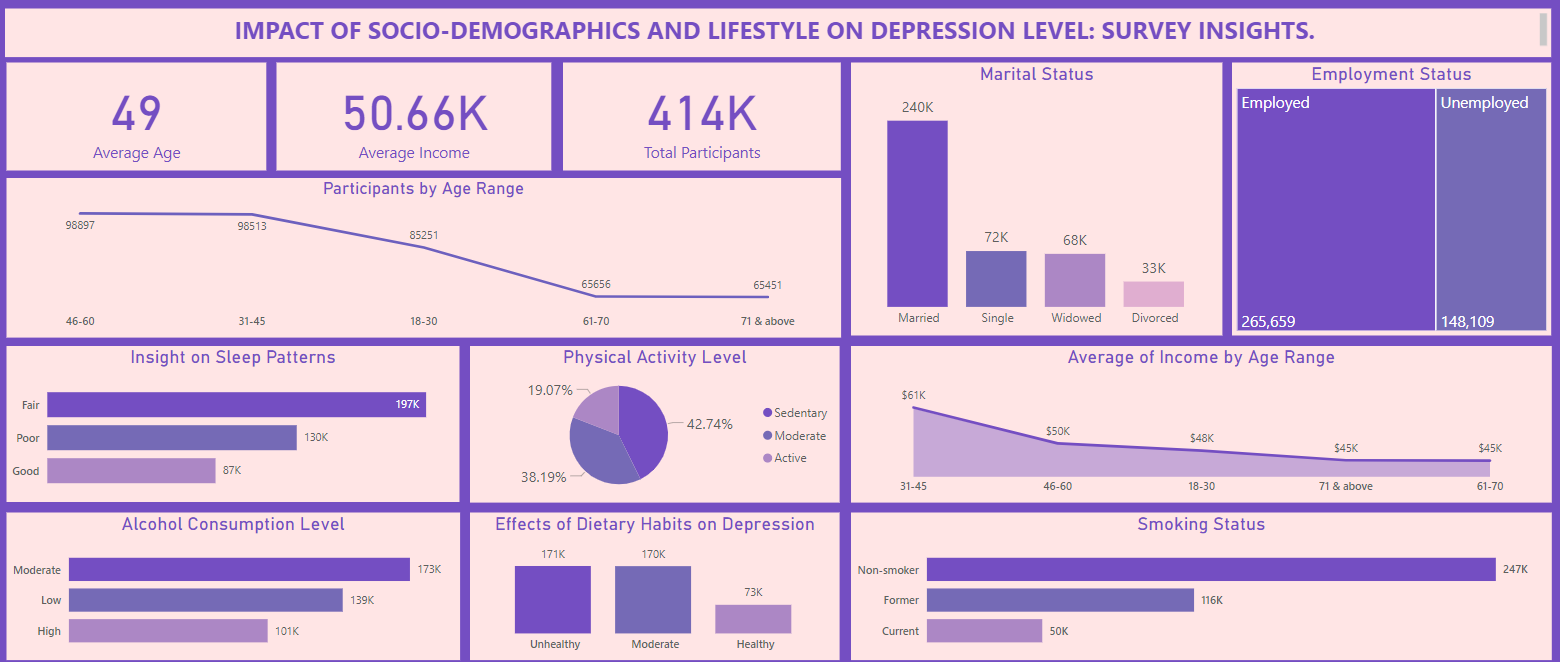 IMPACT OF SOCIO-DEMOGRAPHICS AND LIFESTYLE ON DEPRESSION LEVEL: SURVEY INSIGHTS.
49
Average Age
50.66K
Average Income
414K
Total Participants
Marital Status
240K
72K
68K
33K
Married Single Widowed Divorced
Employment Status
Employed
265,659
Unemployed
148,109
Participants by Age Range
98897 98513 85251 65656 65451
46-60 31-45 18-30 61-70 71 & above
Insight on Sleep Patterns
Fair 197K
Poor 130K
Good 87K
Physical Activity Level
19.07%
42.74%
38.19%
Sedentary
Moderate
Active
Average of Income by Age Range
$61K $50K $48K $45K $45K
31-45 46-60 18-30 71 & above 61-70
Alcohol Consumption Level
Moderate 173K
Low 139K
High 101K
Effects of Dietary Habits on Depression
171K 170K 73K
Unhealthy Moderate Healthy
Smoking Status
Non-smoker 247K
Former 116K
Current 50K